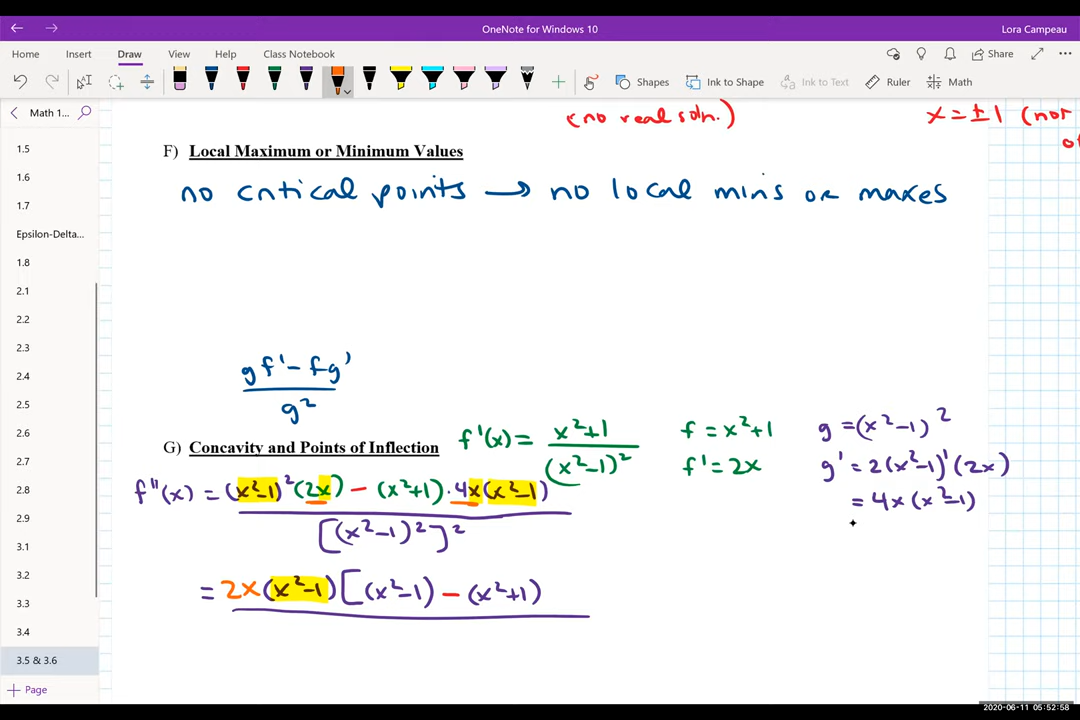 OneNote for Windows 10
Lora Campeau
Home Insert Draw View Help Class Notebook
Share
Shapes Ink to Shape Ink to Text Ruler Math
Math 1...
1.5
1.6
1.7
Epsilon-Delta...
1.8
2.1
2.2
2.3
2.4
2.5
2.6
2.7
2.8
2.9
3.1
3.2
3.3
3.4
3.5 & 3.6
Page
(no real soln.)
x = ±1 (not
F) Local Maximum or Minimum Values
no critical points → no local mins or maxes
gf' - fg'
g²
G) Concavity and Points of Inflection
f'(x) = x²+1
(x²-1)²
f = x²+1
f' = 2x
g = (x²-1)²
g' = 2(x²-1)'(2x)
= 4x(x²-1)
f"(x) = (x²-1)²(2x) - (x²+1)·4x(x²-1)
[(x²-1)²]²
= 2x(x²-1)[(x²-1) - (x²+1)
2020-06-11 05:52:58